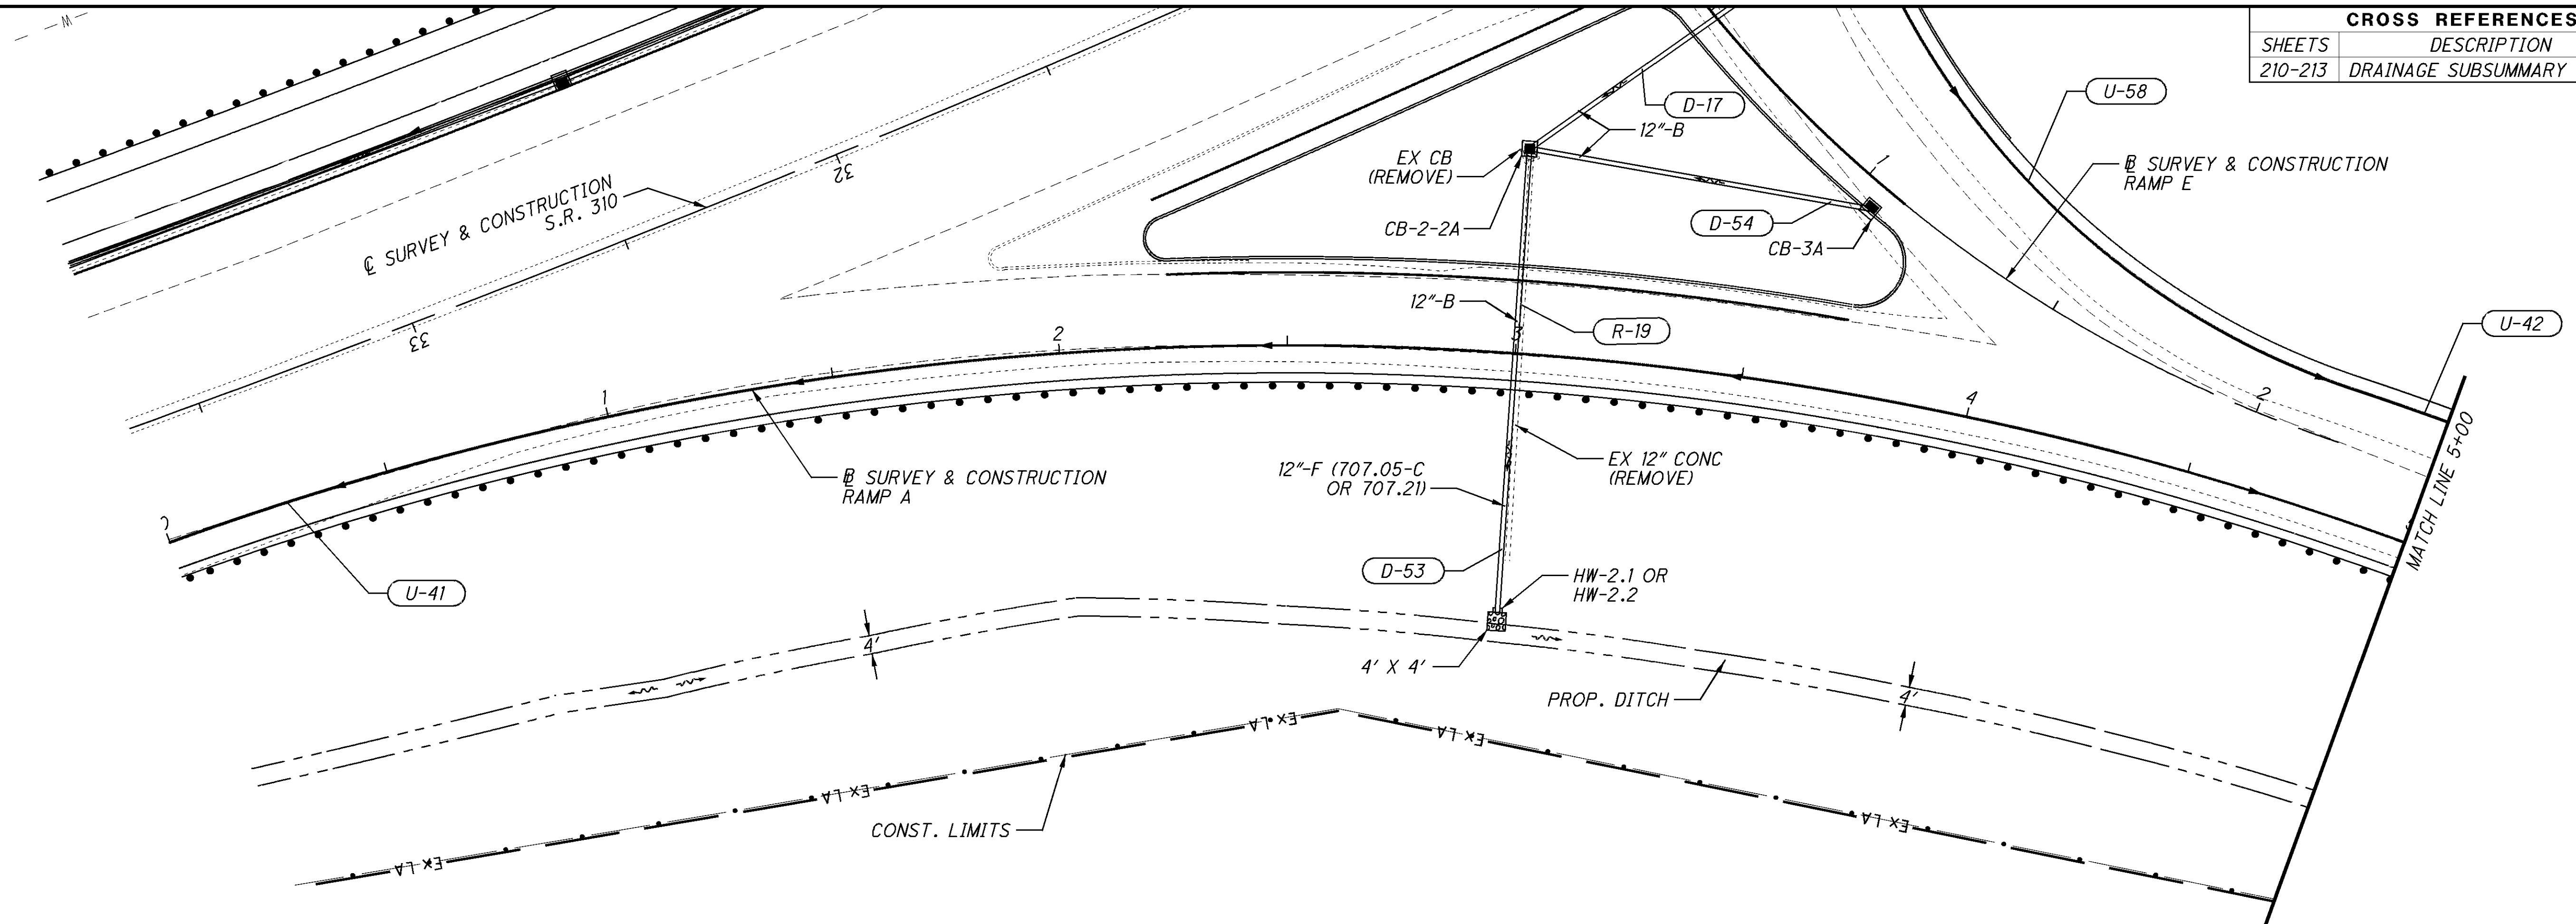 CROSS REFERENCES
SHEETS DESCRIPTION
210-213 DRAINAGE SUBSUMMARY
W
U-58
D-17
12"-B
EX CB
(REMOVE)
32
℄ SURVEY & CONSTRUCTION
S.R. 310
1
BL SURVEY & CONSTRUCTION
RAMP E
D-54
CB-2-2A
CB-3A
12"-B
R-19
33
2
3
U-42
1
4
2
BL SURVEY & CONSTRUCTION
RAMP A
12"-F (707.05-C
OR 707.21)
EX 12" CONC
(REMOVE)
MATCH LINE 5+00
D-53
HW-2.1 OR
HW-2.2
U-41
4'
4' X 4'
PROP. DITCH
4'
EX LA
EX LA
EX LA
EX LA
EX LA
CONST. LIMITS